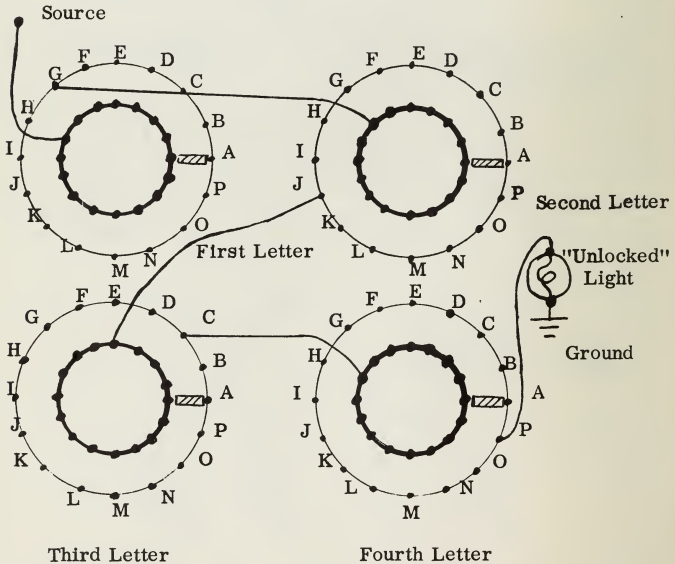 Source
A
B
C
D
E
F
G
H
I
J
K
L
M
N
O
P
First Letter
A
B
C
D
E
F
G
H
I
J
K
L
M
N
O
P
Second Letter
A
B
C
D
E
F
G
H
I
J
K
L
M
N
O
P
Third Letter
A
B
C
D
E
F
G
H
I
J
K
L
M
N
O
P
Fourth Letter
"Unlocked"
Light
Ground